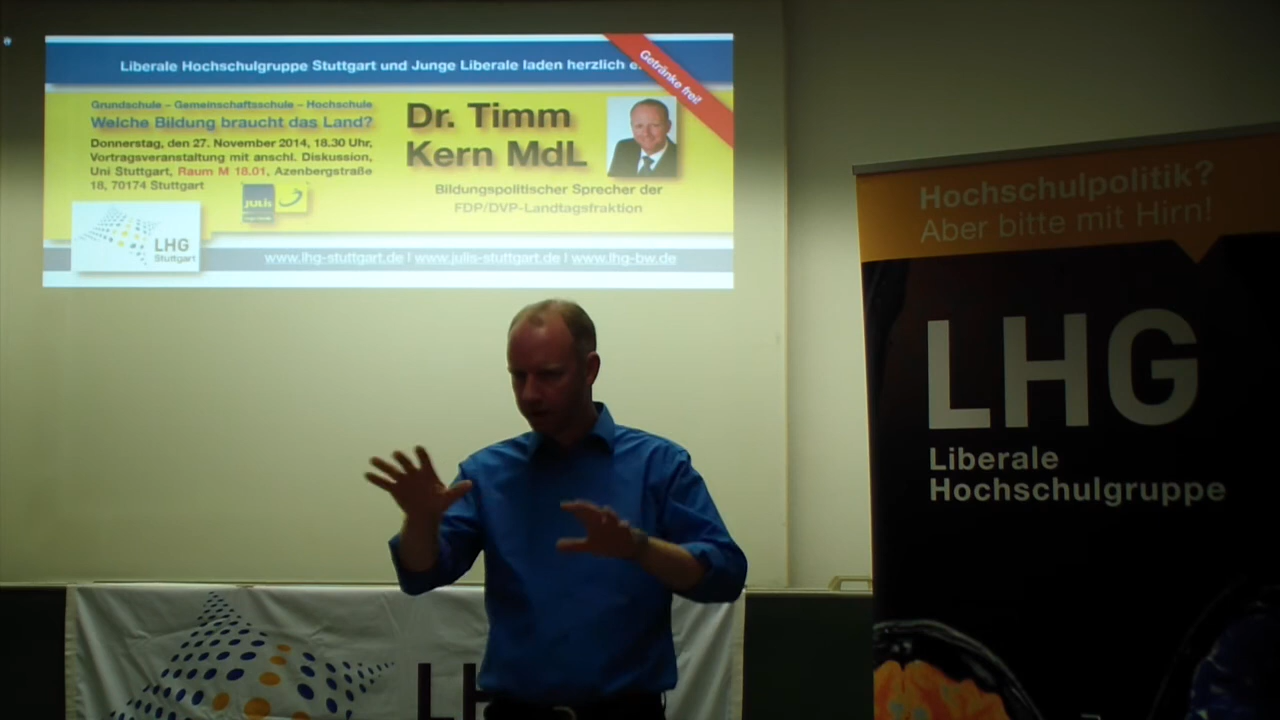 Liberale Hochschulgruppe Stuttgart und Junge Liberale laden herzlich
Getränke frei!
Grundschule – Gemeinschaftsschule – Hochschule
Welche Bildung braucht das Land?
Donnerstag, den 27. November 2014, 18.30 Uhr,
Vortragsveranstaltung mit anschl. Diskussion,
Uni Stuttgart, Raum M 18.01, Azenbergstraße
18, 70174 Stuttgart
Dr. Timm
Kern MdL
Bildungspolitischer Sprecher der
FDP/DVP-Landtagsfraktion
JULIS
LHG
Stuttgart
www.lhg-stuttgart.de | www.julis-stuttgart.de | www.lhg-bw.de
Hochschulpolitik?
Aber bitte mit Hirn!
LHG
Liberale
Hochschulgruppe